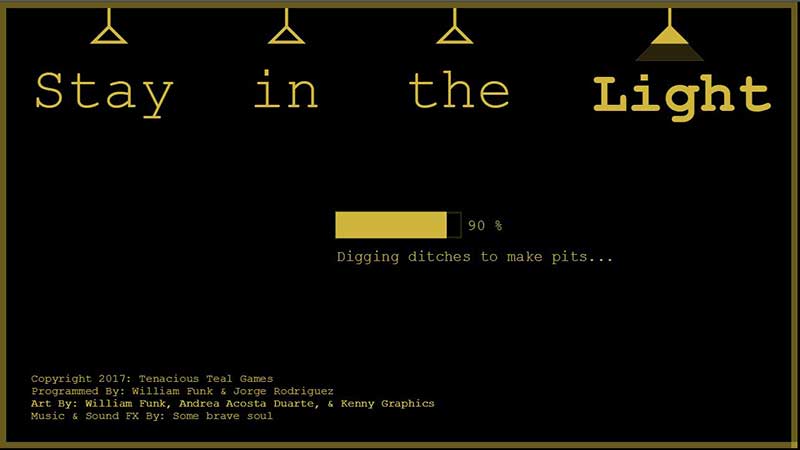 Stay in the Light
90 %
Digging ditches to make pits...
Copyright 2017: Tenacious Teal Games
Programmed By: William Funk & Jorge Rodriguez
Art By: William Funk, Andrea Acosta Duarte, & Kenny Graphics
Music & Sound FX By: Some brave soul